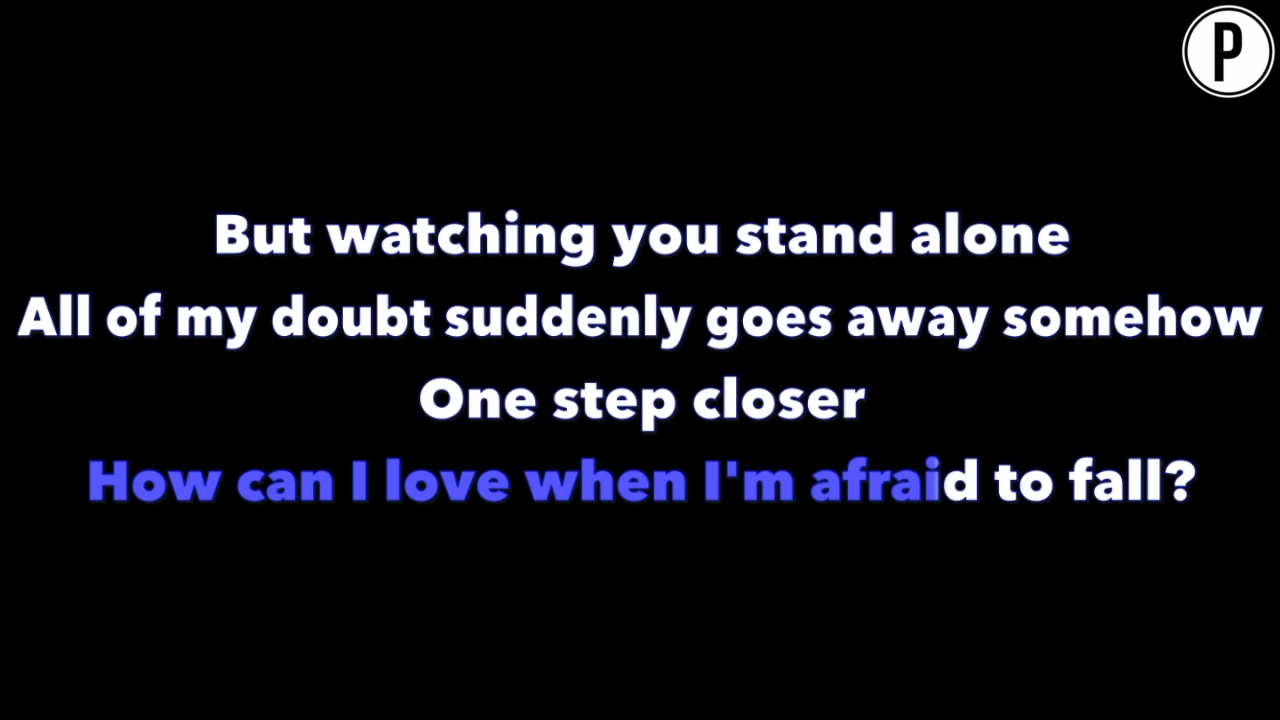 P
But watching you stand alone
All of my doubt suddenly goes away somehow
One step closer
How can I love when I'm afraid to fall?